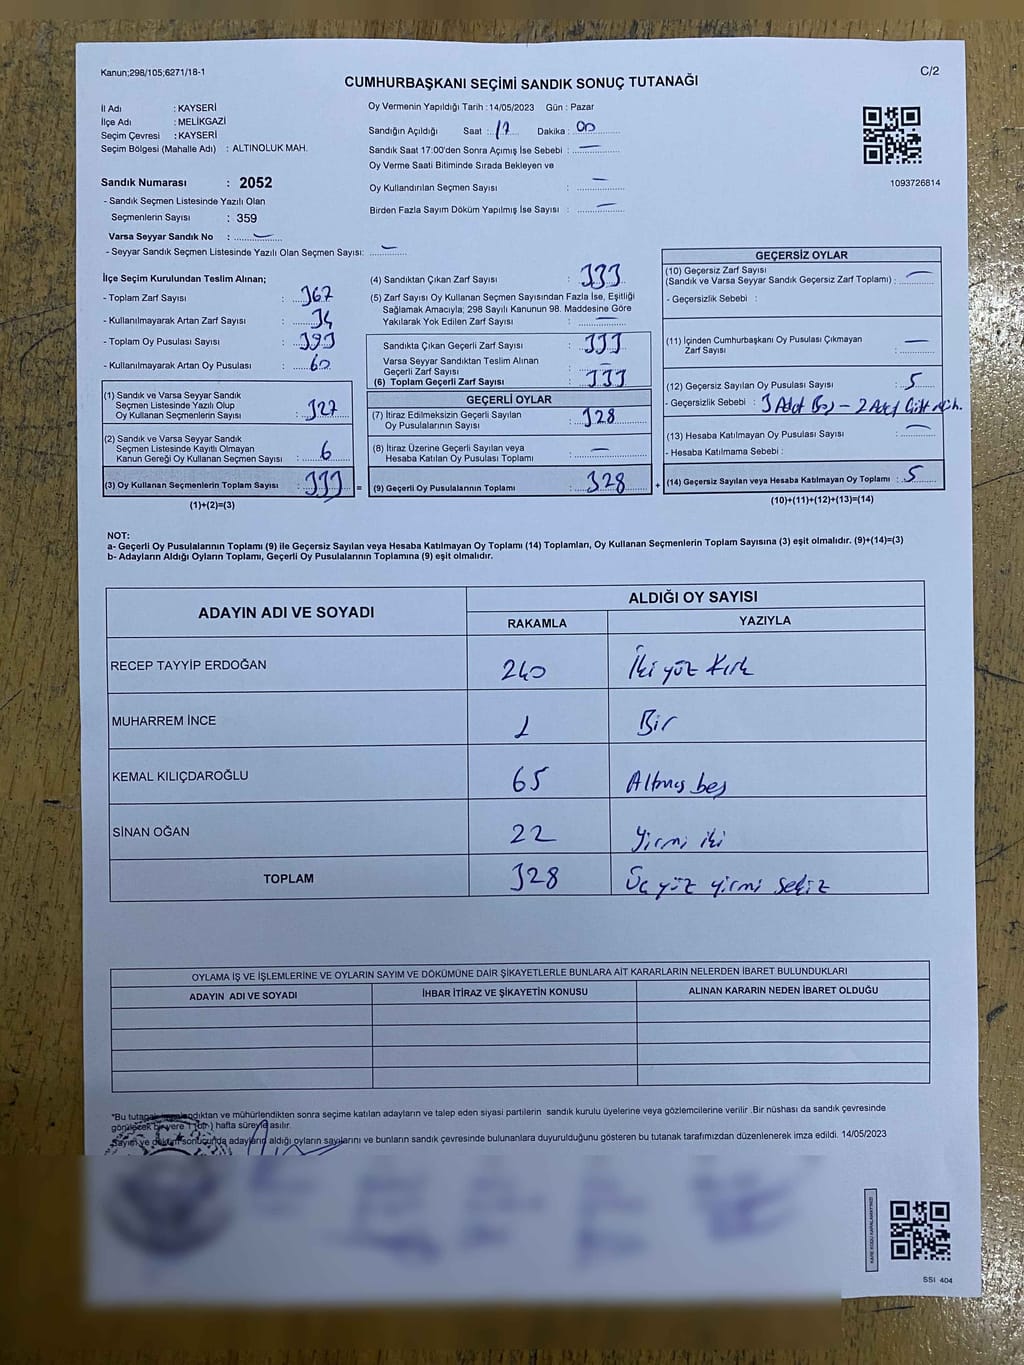 Kanun;298/105;6271/18-1
C/2
CUMHURBAŞKANI SEÇİMİ SANDIK SONUÇ TUTANAĞI
İl Adı : KAYSERİ
İlçe Adı : MELİKGAZİ
Seçim Çevresi : KAYSERİ
Seçim Bölgesi (Mahalle Adı) : ALTINOLUK MAH.
Oy Vermenin Yapıldığı Tarih : 14/05/2023 Gün : Pazar
Sandığın Açıldığı Saat : 17 Dakika : 00
Sandık Saat 17:00'den Sonra Açımış İse Sebebi : —
Oy Verme Saati Bitiminde Sırada Bekleyen ve
Oy Kullandırılan Seçmen Sayısı : —
Birden Fazla Sayım Döküm Yapılmış İse Sayısı : —
1093726814
Sandık Numarası : 2052
- Sandık Seçmen Listesinde Yazılı Olan
Seçmenlerin Sayısı : 359
Varsa Seyyar Sandık No : —
- Seyyar Sandık Seçmen Listesinde Yazılı Olan Seçmen Sayısı: —
İlçe Seçim Kurulundan Teslim Alınan;
- Toplam Zarf Sayısı : 367
- Kullanılmayarak Artan Zarf Sayısı : 34
- Toplam Oy Pusulası Sayısı : 393
- Kullanılmayarak Artan Oy Pusulası : 60
(1) Sandık ve Varsa Seyyar Sandık
Seçmen Listesinde Yazılı Olup
Oy Kullanan Seçmenlerin Sayısı : 327
(2) Sandık ve Varsa Seyyar Sandık
Seçmen Listesinde Kayıtlı Olmayan
Kanun Gereği Oy Kullanan Seçmen Sayısı : 6
(3) Oy Kullanan Seçmenlerin Toplam Sayısı : 333
(1)+(2)=(3)
(4) Sandıktan Çıkan Zarf Sayısı : 333
(5) Zarf Sayısı Oy Kullanan Seçmen Sayısından Fazla İse, Eşitliği
Sağlamak Amacıyla; 298 Sayılı Kanunun 98. Maddesine Göre
Yakılarak Yok Edilen Zarf Sayısı : —
Sandıkta Çıkan Geçerli Zarf Sayısı : 333
Varsa Seyyar Sandıktan Teslim Alınan
Geçerli Zarf Sayısı : —
(6) Toplam Geçerli Zarf Sayısı : 333
GEÇERLİ OYLAR
(7) İtiraz Edilmeksizin Geçerli Sayılan
Oy Pusulalarının Sayısı : 328
(8) İtiraz Üzerine Geçerli Sayılan veya
Hesaba Katılan Oy Pusulası Toplamı : —
= (9) Geçerli Oy Pusulalarının Toplamı : 328
GEÇERSİZ OYLAR
(10) Geçersiz Zarf Sayısı
(Sandık ve Varsa Seyyar Sandık Geçersiz Zarf Toplamı) : —
- Geçersizlik Sebebi :
(11) İçinden Cumhurbaşkanı Oy Pusulası Çıkmayan
Zarf Sayısı : —
(12) Geçersiz Sayılan Oy Pusulası Sayısı : 5
- Geçersizlik Sebebi : 3 Adet Boş – 2 Adet Çift müh.
(13) Hesaba Katılmayan Oy Pusulası Sayısı : —
- Hesaba Katılmama Sebebi :
+ (14) Geçersiz Sayılan veya Hesaba Katılmayan Oy Toplamı : 5
(10)+(11)+(12)+(13)=(14)
NOT:
a- Geçerli Oy Pusulalarının Toplamı (9) ile Geçersiz Sayılan veya Hesaba Katılmayan Oy Toplamı (14) Toplamları, Oy Kullanan Seçmenlerin Toplam Sayısına (3) eşit olmalıdır. (9)+(14)=(3)
b- Adayların Aldığı Oyların Toplamı, Geçerli Oy Pusulalarının Toplamına (9) eşit olmalıdır.
ADAYIN ADI VE SOYADI
ALDIĞI OY SAYISI
RAKAMLA YAZIYLA
RECEP TAYYİP ERDOĞAN 240 İki yüz Kırk
MUHARREM İNCE 1 Bir
KEMAL KILIÇDAROĞLU 65 Altmış beş
SİNAN OĞAN 22 Yirmi iki
TOPLAM 328 Üç yüz yirmi sekiz
OYLAMA İŞ VE İŞLEMLERİNE VE OYLARIN SAYIM VE DÖKÜMÜNE DAİR ŞİKAYETLERLE BUNLARA AİT KARARLARIN NELERDEN İBARET BULUNDUKLARI
ADAYIN ADI VE SOYADI İHBAR İTİRAZ VE ŞİKAYETİN KONUSU ALINAN KARARIN NEDEN İBARET OLDUĞU
*Bu tutanak imzalandıktan ve mühürlendikten sonra seçime katılan adayların ve talep eden siyasi partilerin sandık kurulu üyelerine veya gözlemcilerine verilir .Bir nüshası da sandık çevresinde
görülecek bir yere 1 (bir) hafta süreyle asılır.
Sayım ve döküm sonucunda adayların aldığı oyların sayılarını ve bunların sandık çevresinde bulunanlara duyurulduğunu gösteren bu tutanak tarafımızdan düzenlenerek imza edildi. 14/05/2023
KARE KODU KARALAMAYINIZ
SSI 404